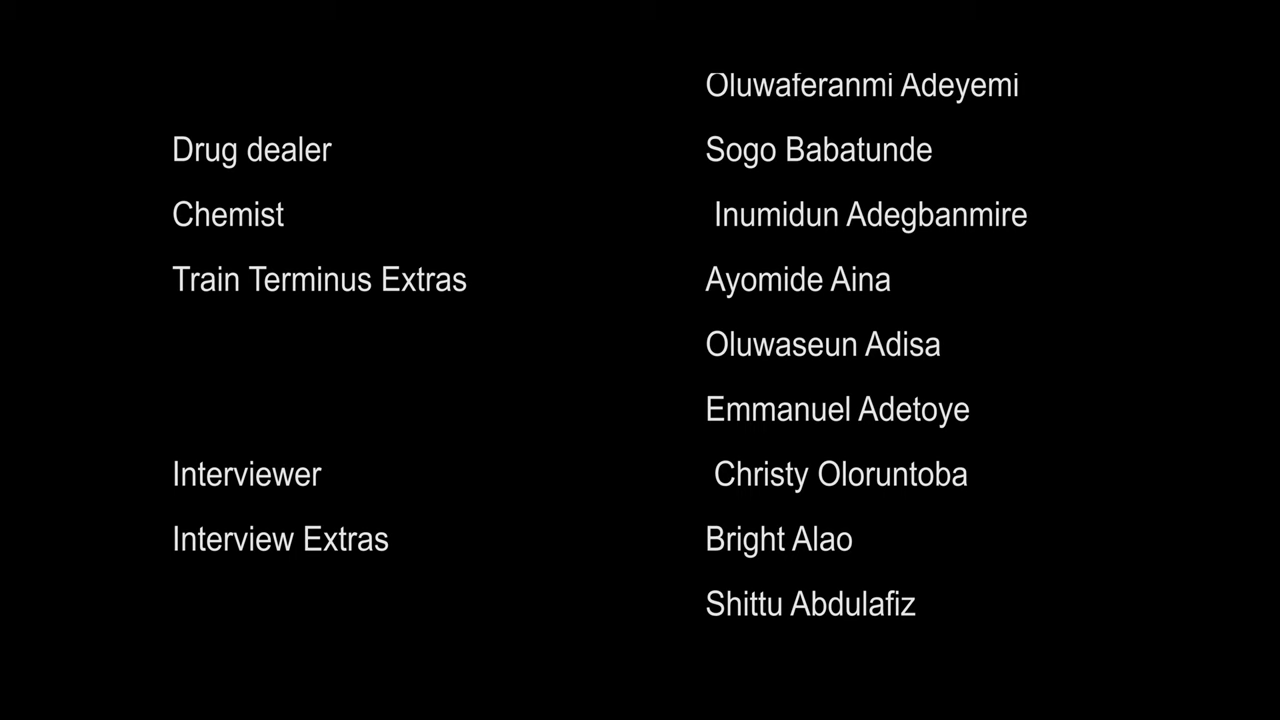 Oluwaferanmi Adeyemi
Drug dealer Sogo Babatunde
Chemist Inumidun Adegbanmire
Train Terminus Extras Ayomide Aina
Oluwaseun Adisa
Emmanuel Adetoye
Interviewer Christy Oloruntoba
Interview Extras Bright Alao
Shittu Abdulafiz